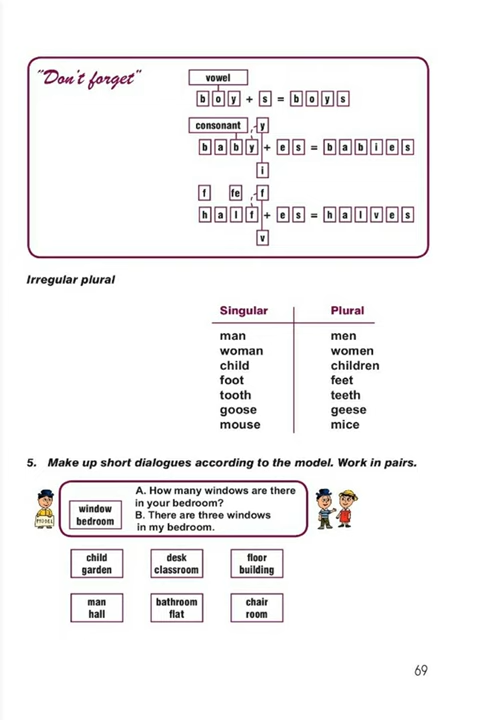 "Don't forget"
vowel
b o y + s = b o y s
consonant y
b a b y + e s = b a b i e s
i
f fe f
h a l f + e s = h a l v e s
v
Irregular plural
Singular Plural
man men
woman women
child children
foot feet
tooth teeth
goose geese
mouse mice
5. Make up short dialogues according to the model. Work in pairs.
MODEL
window
bedroom
A. How many windows are there
in your bedroom?
B. There are three windows
in my bedroom.
child
garden
desk
classroom
floor
building
man
hall
bathroom
flat
chair
room
69